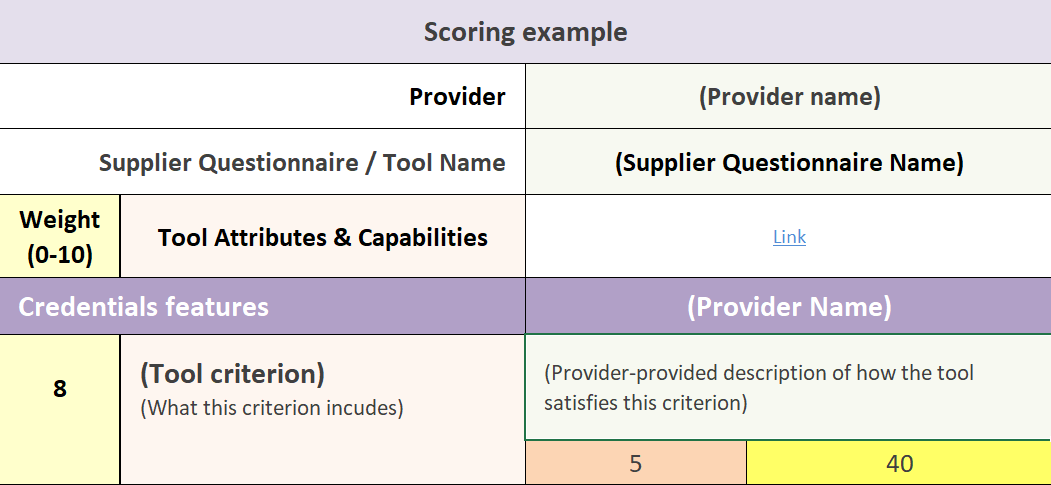 Scoring example
Provider
(Provider name)
Supplier Questionnaire / Tool Name
(Supplier Questionnaire Name)
Weight
(0-10)
Tool Attributes & Capabilities
Link
Credentials features
(Provider Name)
8
(Tool criterion)
(What this criterion incudes)
(Provider-provided description of how the tool
satisfies this criterion)
5
40